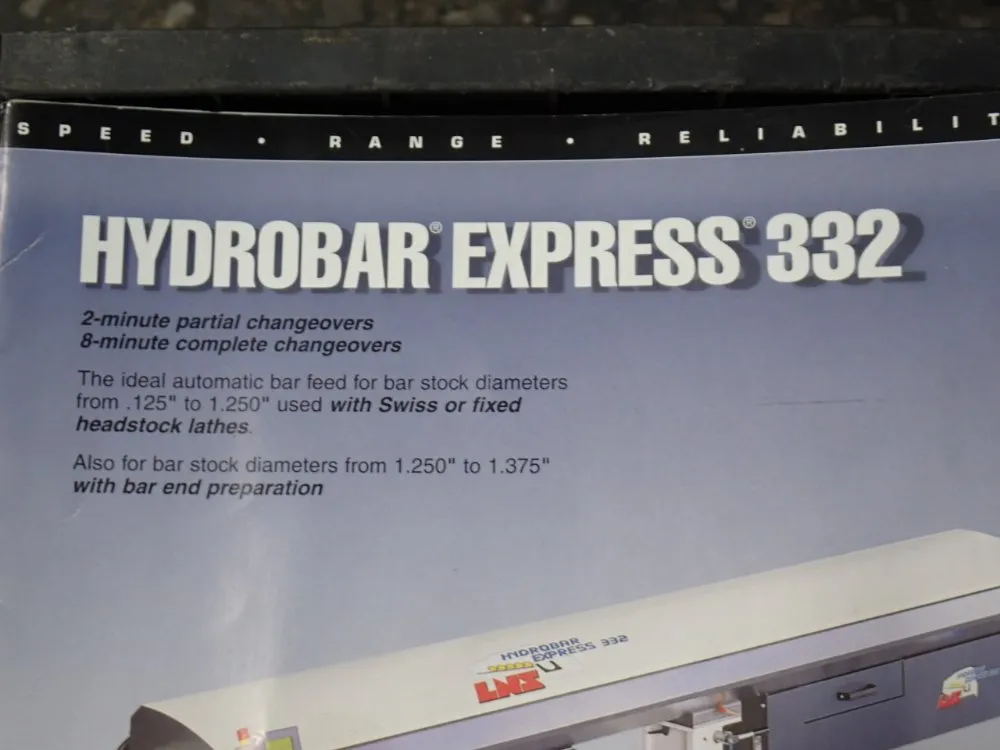 SPEED • RANGE • RELIABILIT
HYDROBAR® EXPRESS® 332
2-minute partial changeovers
8-minute complete changeovers
The ideal automatic bar feed for bar stock diameters
from .125" to 1.250" used with Swiss or fixed
headstock lathes.
Also for bar stock diameters from 1.250" to 1.375"
with bar end preparation
HYDROBAR
EXPRESS 332
LNS